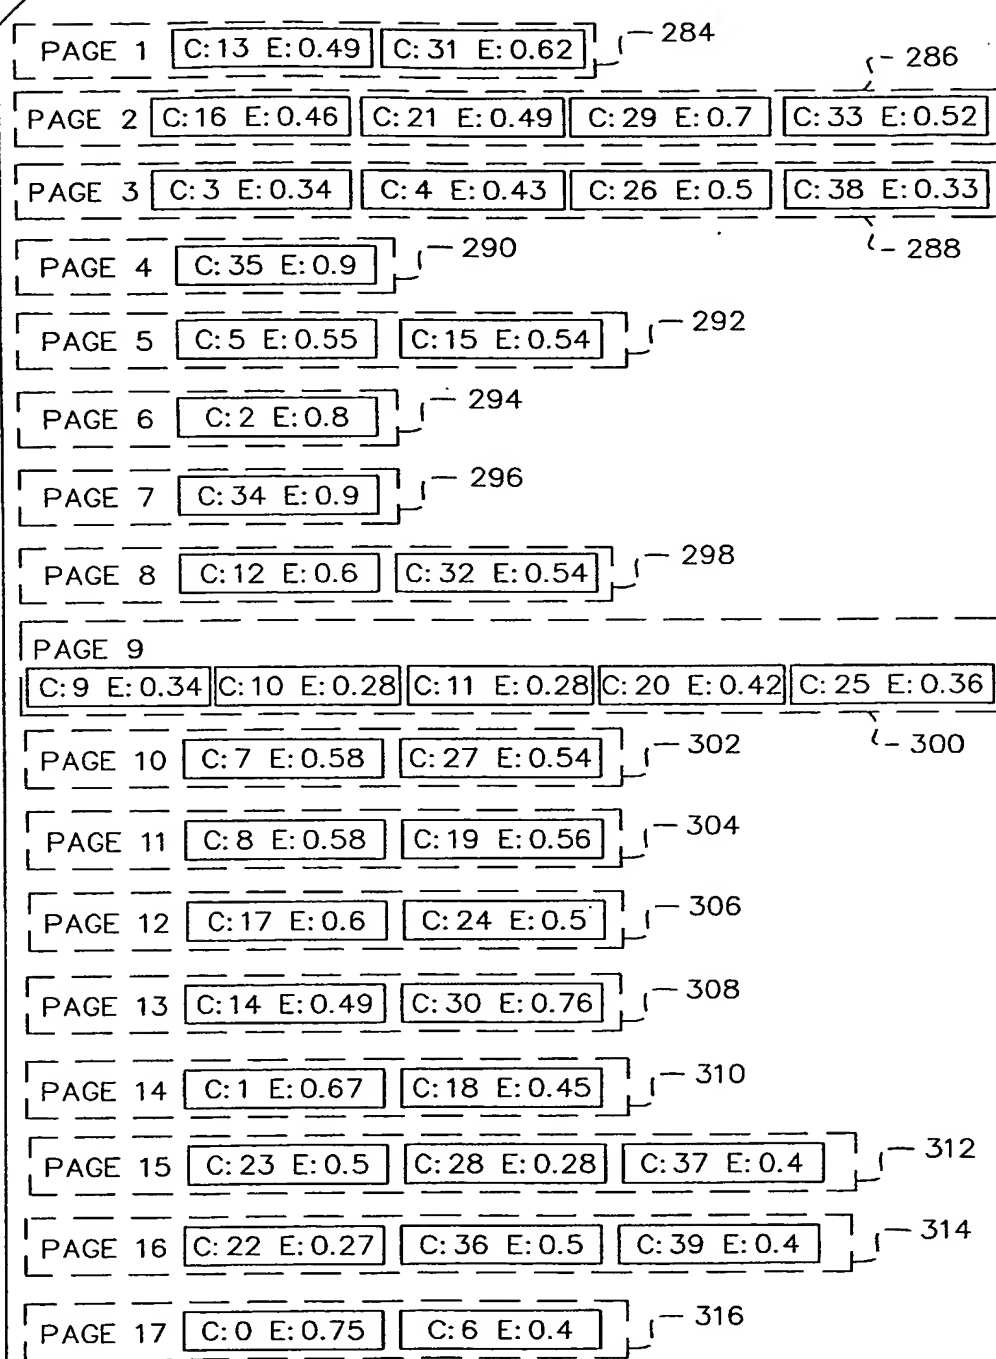 PAGE 1 C:13 E:0.49 C:31 E:0.62 284
286
PAGE 2 C:16 E:0.46 C:21 E:0.49 C:29 E:0.7 C:33 E:0.52
PAGE 3 C:3 E:0.34 C:4 E:0.43 C:26 E:0.5 C:38 E:0.33
288
PAGE 4 C:35 E:0.9 290
PAGE 5 C:5 E:0.55 C:15 E:0.54 292
PAGE 6 C:2 E:0.8 294
PAGE 7 C:34 E:0.9 296
PAGE 8 C:12 E:0.6 C:32 E:0.54 298
PAGE 9
C:9 E:0.34 C:10 E:0.28 C:11 E:0.28 C:20 E:0.42 C:25 E:0.36
300
PAGE 10 C:7 E:0.58 C:27 E:0.54 302
PAGE 11 C:8 E:0.58 C:19 E:0.56 304
PAGE 12 C:17 E:0.6 C:24 E:0.5 306
PAGE 13 C:14 E:0.49 C:30 E:0.76 308
PAGE 14 C:1 E:0.67 C:18 E:0.45 310
PAGE 15 C:23 E:0.5 C:28 E:0.28 C:37 E:0.4 312
PAGE 16 C:22 E:0.27 C:36 E:0.5 C:39 E:0.4 314
PAGE 17 C:0 E:0.75 C:6 E:0.4 316